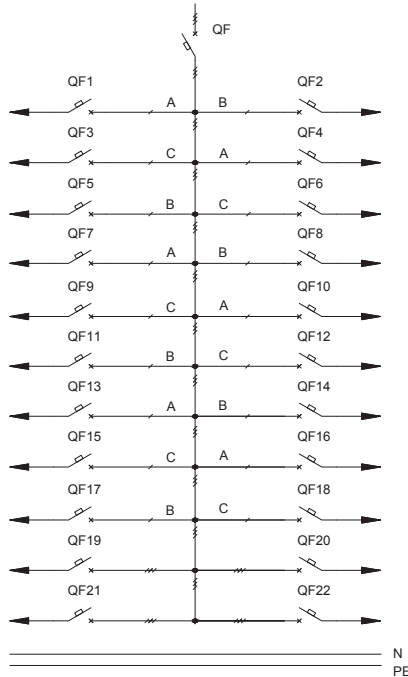 QF
QF1 QF2
A B
QF3 QF4
C A
QF5 QF6
B C
QF7 QF8
A B
QF9 QF10
C A
QF11 QF12
B C
QF13 QF14
A B
QF15 QF16
C A
QF17 QF18
B C
QF19 QF20
QF21 QF22
N
PE